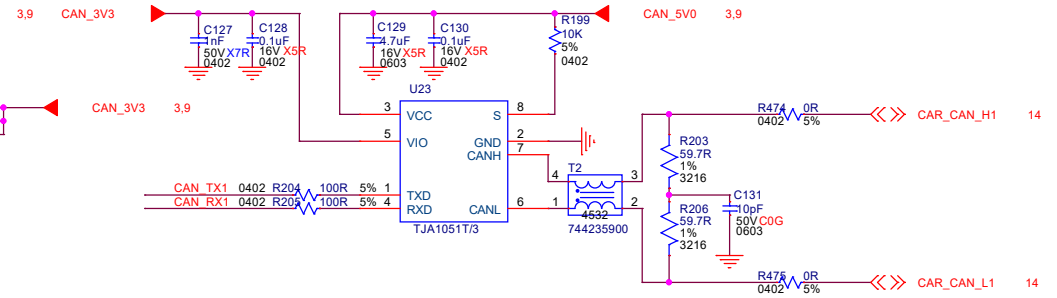 3,9 CAN_3V3
CAN_5V0 3,9
C127
1nF
50V X7R
0402
C128
0.1uF
16V X5R
0402
C129
4.7uF
16V X5R
0603
C130
0.1uF
16V X5R
0402
R199
10K
5%
0402
CAN_3V3 3,9
U23
3 VCC
5 VIO
S 8
GND 2
CANH 7
CAN_TX1 0402 R204 100R 5% 1 TXD
CAN_RX1 0402 R205 100R 5% 4 RXD
CANL 6
TJA1051T/3
T2
4 3
1 2
4532
744235900
R474 0R
0402 5%
CAR_CAN_H1 14
R203
59.7R
1%
3216
C131
10pF
50V C0G
0603
R206
59.7R
1%
3216
R475 0R
0402 5%
CAR_CAN_L1 14